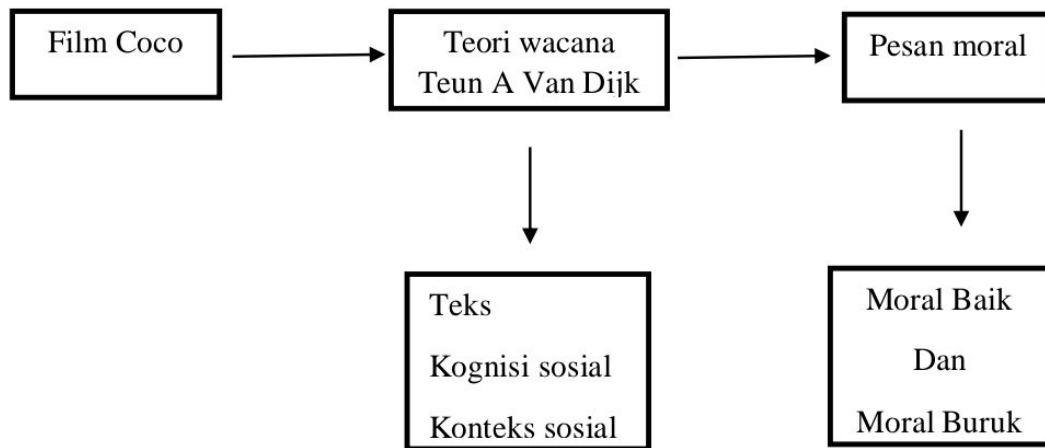 Film Coco
Teori wacana
Teun A Van Dijk
Pesan moral
Teks
Kognisi sosial
Konteks sosial
Moral Baik
Dan
Moral Buruk